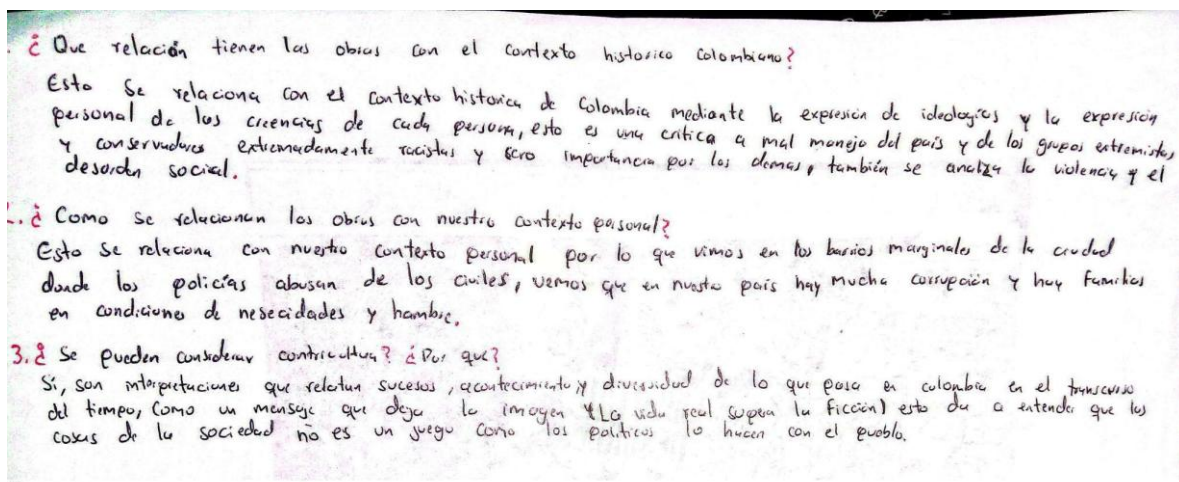 . ¿ Que relación tienen las obras con el contexto historico colombiano?
Esto se relaciona con el contexto historico de Colombia mediante la expresión de ideologías y la expresión
personal de las creencias de cada persona, esto es una crítica a mal manejo del país y de los grupos extremistas
y conservadores extremadamente racistas y scro importancia por los demas, también se analiza la violencia y el
desorden social.
. ¿ Como se relacionan las obras con nuestro contexto personal?
Esto se relaciona con nuestro contexto personal por lo que vimos en los barrios marginales de la ciudad
donde los policías abusan de los civiles, vemos que en nuestro país hay mucha corrupción y hay familias
en condiciones de nesecidades y hambre.
3. ¿ Se pueden considerar contracultura? ¿ Por que?
Si, son interpretaciones que relatan sucesos, acontecimiento y diversidad de lo que pasa en colombia en el transcurso
del tiempo, Como un mensaje que deja la imagen (La vida real supera la ficción) esto da a entender que las
cosas de la sociedad no es un juego como los políticos lo hacen con el pueblo.